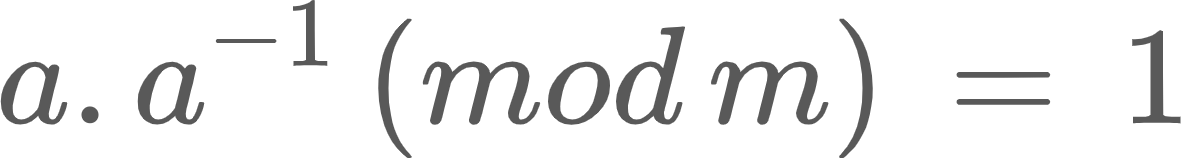 a. a⁻¹ (mod m) = 1